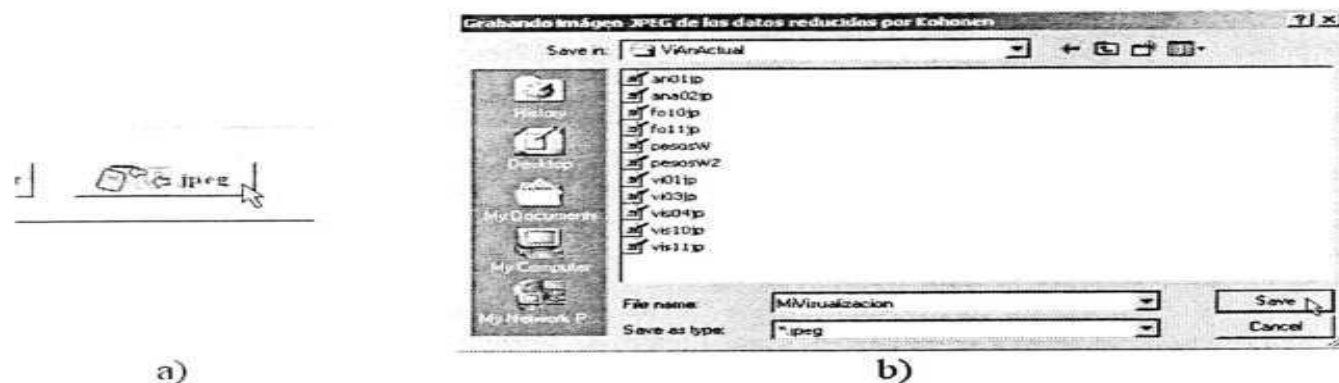 Grabando Imágen JPEG de los datos reducidos por Kohonen
Save in: ViAnActual
History
Desktop
My Documents
My Computer
My Network P...
an01jp
ana02jp
fo10jp
fo11jp
pesosW
pesosW2
vi01jp
vi03jp
vis04jp
vis10jp
vis11jp
File name: MiVisualizacion Save
Save as type: *.jpeg Cancel
jpeg
a) b)